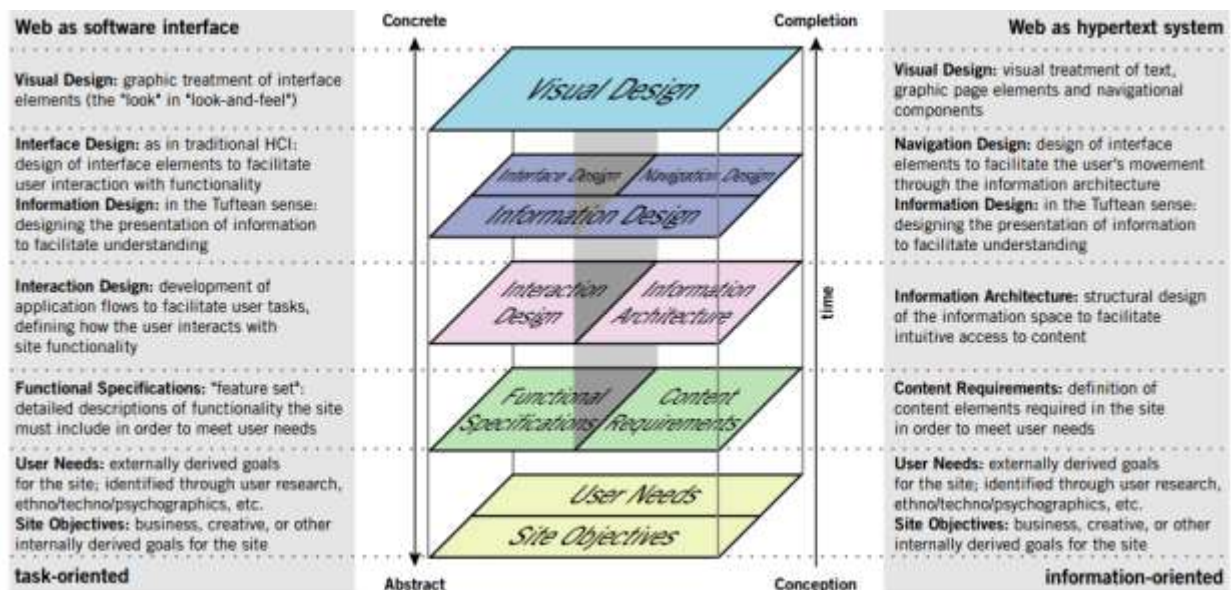 Web as software interface
Concrete
Completion
Web as hypertext system
Visual Design: graphic treatment of interface
elements (the "look" in "look-and-feel")
Visual Design
Visual Design: visual treatment of text,
graphic page elements and navigational
components
Interface Design: as in traditional HCI:
design of interface elements to facilitate
user interaction with functionality
Information Design: in the Tuftean sense:
designing the presentation of information
to facilitate understanding
Interface Design
Navigation Design
Information Design
Navigation Design: design of interface
elements to facilitate the user's movement
through the information architecture
Information Design: in the Tuftean sense:
designing the presentation of information
to facilitate understanding
Interaction Design: development of
application flows to facilitate user tasks,
defining how the user interacts with
site functionality
Interaction
Design
Information
Architecture
time
Information Architecture: structural design
of the information space to facilitate
intuitive access to content
Functional Specifications: "feature set":
detailed descriptions of functionality the site
must include in order to meet user needs
Functional
Specifications
Content
Requirements
Content Requirements: definition of
content elements required in the site
in order to meet user needs
User Needs: externally derived goals
for the site; identified through user research,
ethno/techno/psychographics, etc.
Site Objectives: business, creative, or other
internally derived goals for the site
User Needs
Site Objectives
User Needs: externally derived goals
for the site; identified through user research,
ethno/techno/psychographics, etc.
Site Objectives: business, creative, or other
internally derived goals for the site
task-oriented
Abstract
Conception
information-oriented